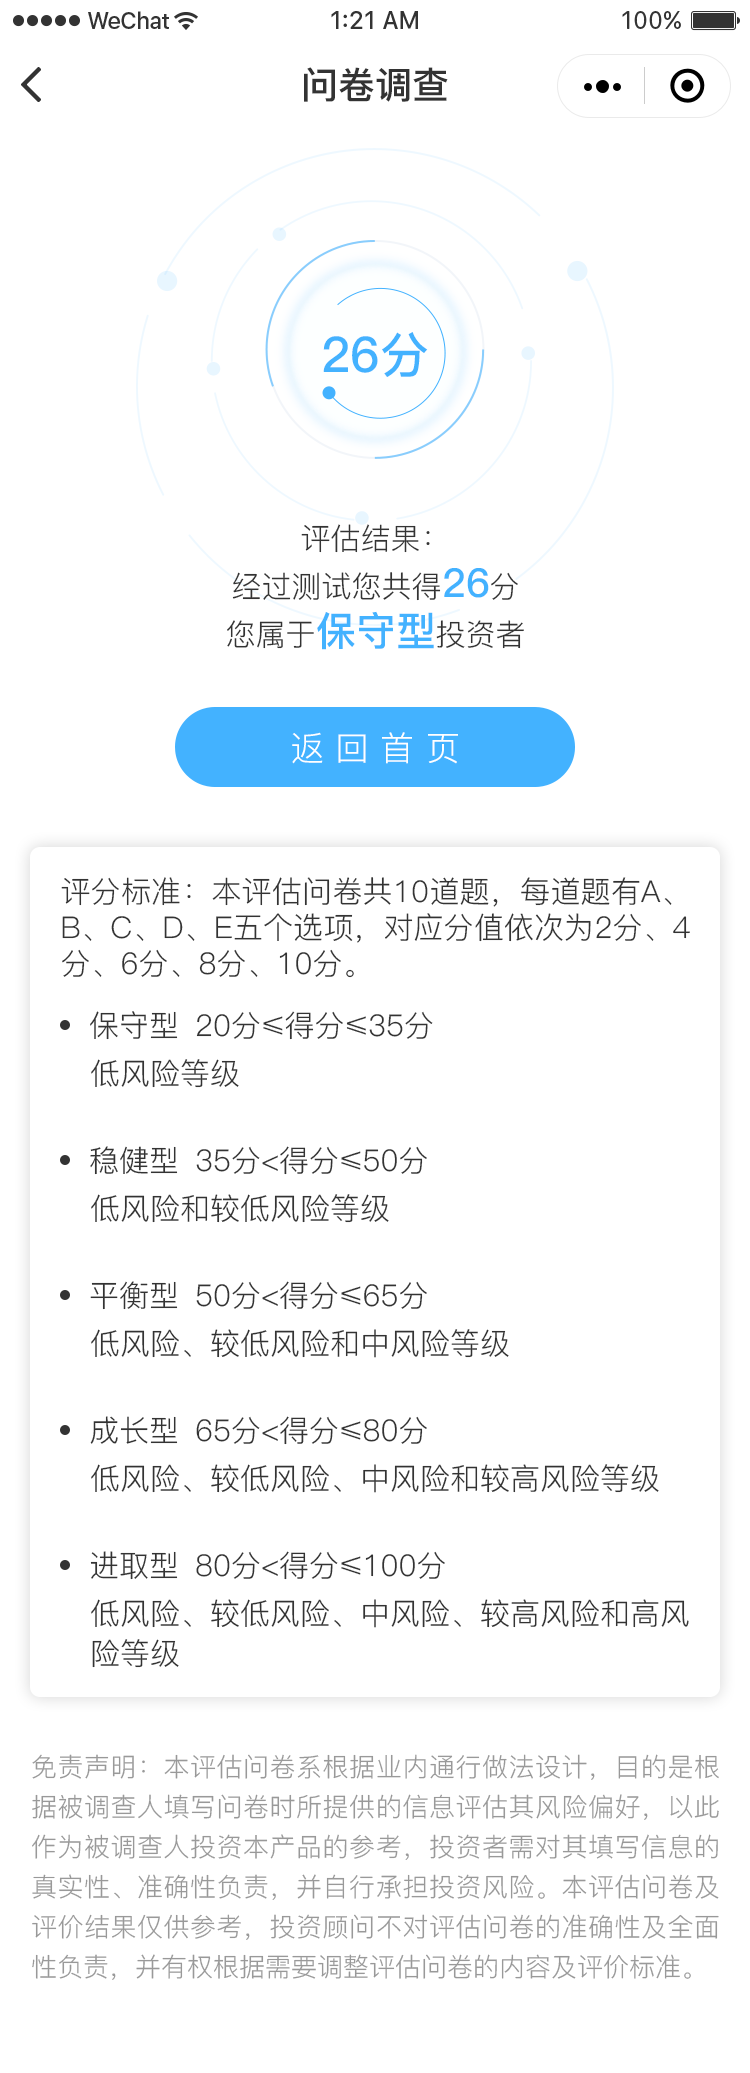 WeChat 1:21 AM 100%
问卷调查
26分
评估结果：
经过测试您共得26分
您属于保守型投资者
返回首页
评分标准：本评估问卷共10道题，每道题有A、
B、C、D、E五个选项，对应分值依次为2分、4
分、6分、8分、10分。
保守型 20分≤得分≤35分
低风险等级
稳健型 35分<得分≤50分
低风险和较低风险等级
平衡型 50分<得分≤65分
低风险、较低风险和中风险等级
成长型 65分<得分≤80分
低风险、较低风险、中风险和较高风险等级
进取型 80分<得分≤100分
低风险、较低风险、中风险、较高风险和高风
险等级
免责声明：本评估问卷系根据业内通行做法设计，目的是根
据被调查人填写问卷时所提供的信息评估其风险偏好，以此
作为被调查人投资本产品的参考，投资者需对其填写信息的
真实性、准确性负责，并自行承担投资风险。本评估问卷及
评价结果仅供参考，投资顾问不对评估问卷的准确性及全面
性负责，并有权根据需要调整评估问卷的内容及评价标准。